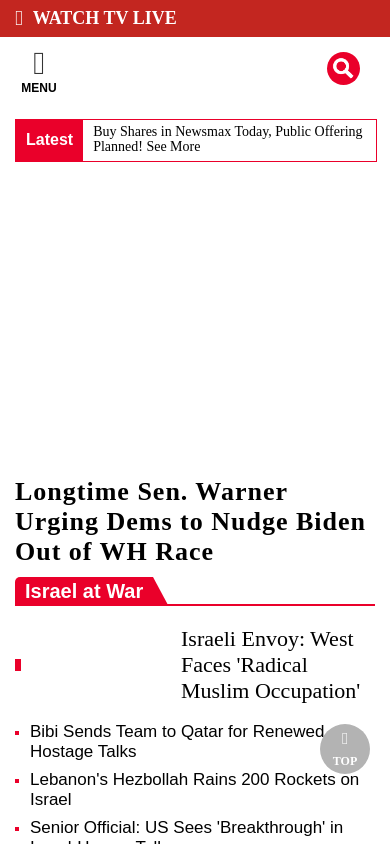 WATCH TV LIVE
MENU
Latest
Buy Shares in Newsmax Today, Public Offering
Planned! See More
Longtime Sen. Warner
Urging Dems to Nudge Biden
Out of WH Race
Israel at War
Israeli Envoy: West
Faces 'Radical
Muslim Occupation'
Bibi Sends Team to Qatar for Renewed
Hostage Talks
TOP
Lebanon's Hezbollah Rains 200 Rockets on
Israel
Senior Official: US Sees 'Breakthrough' in